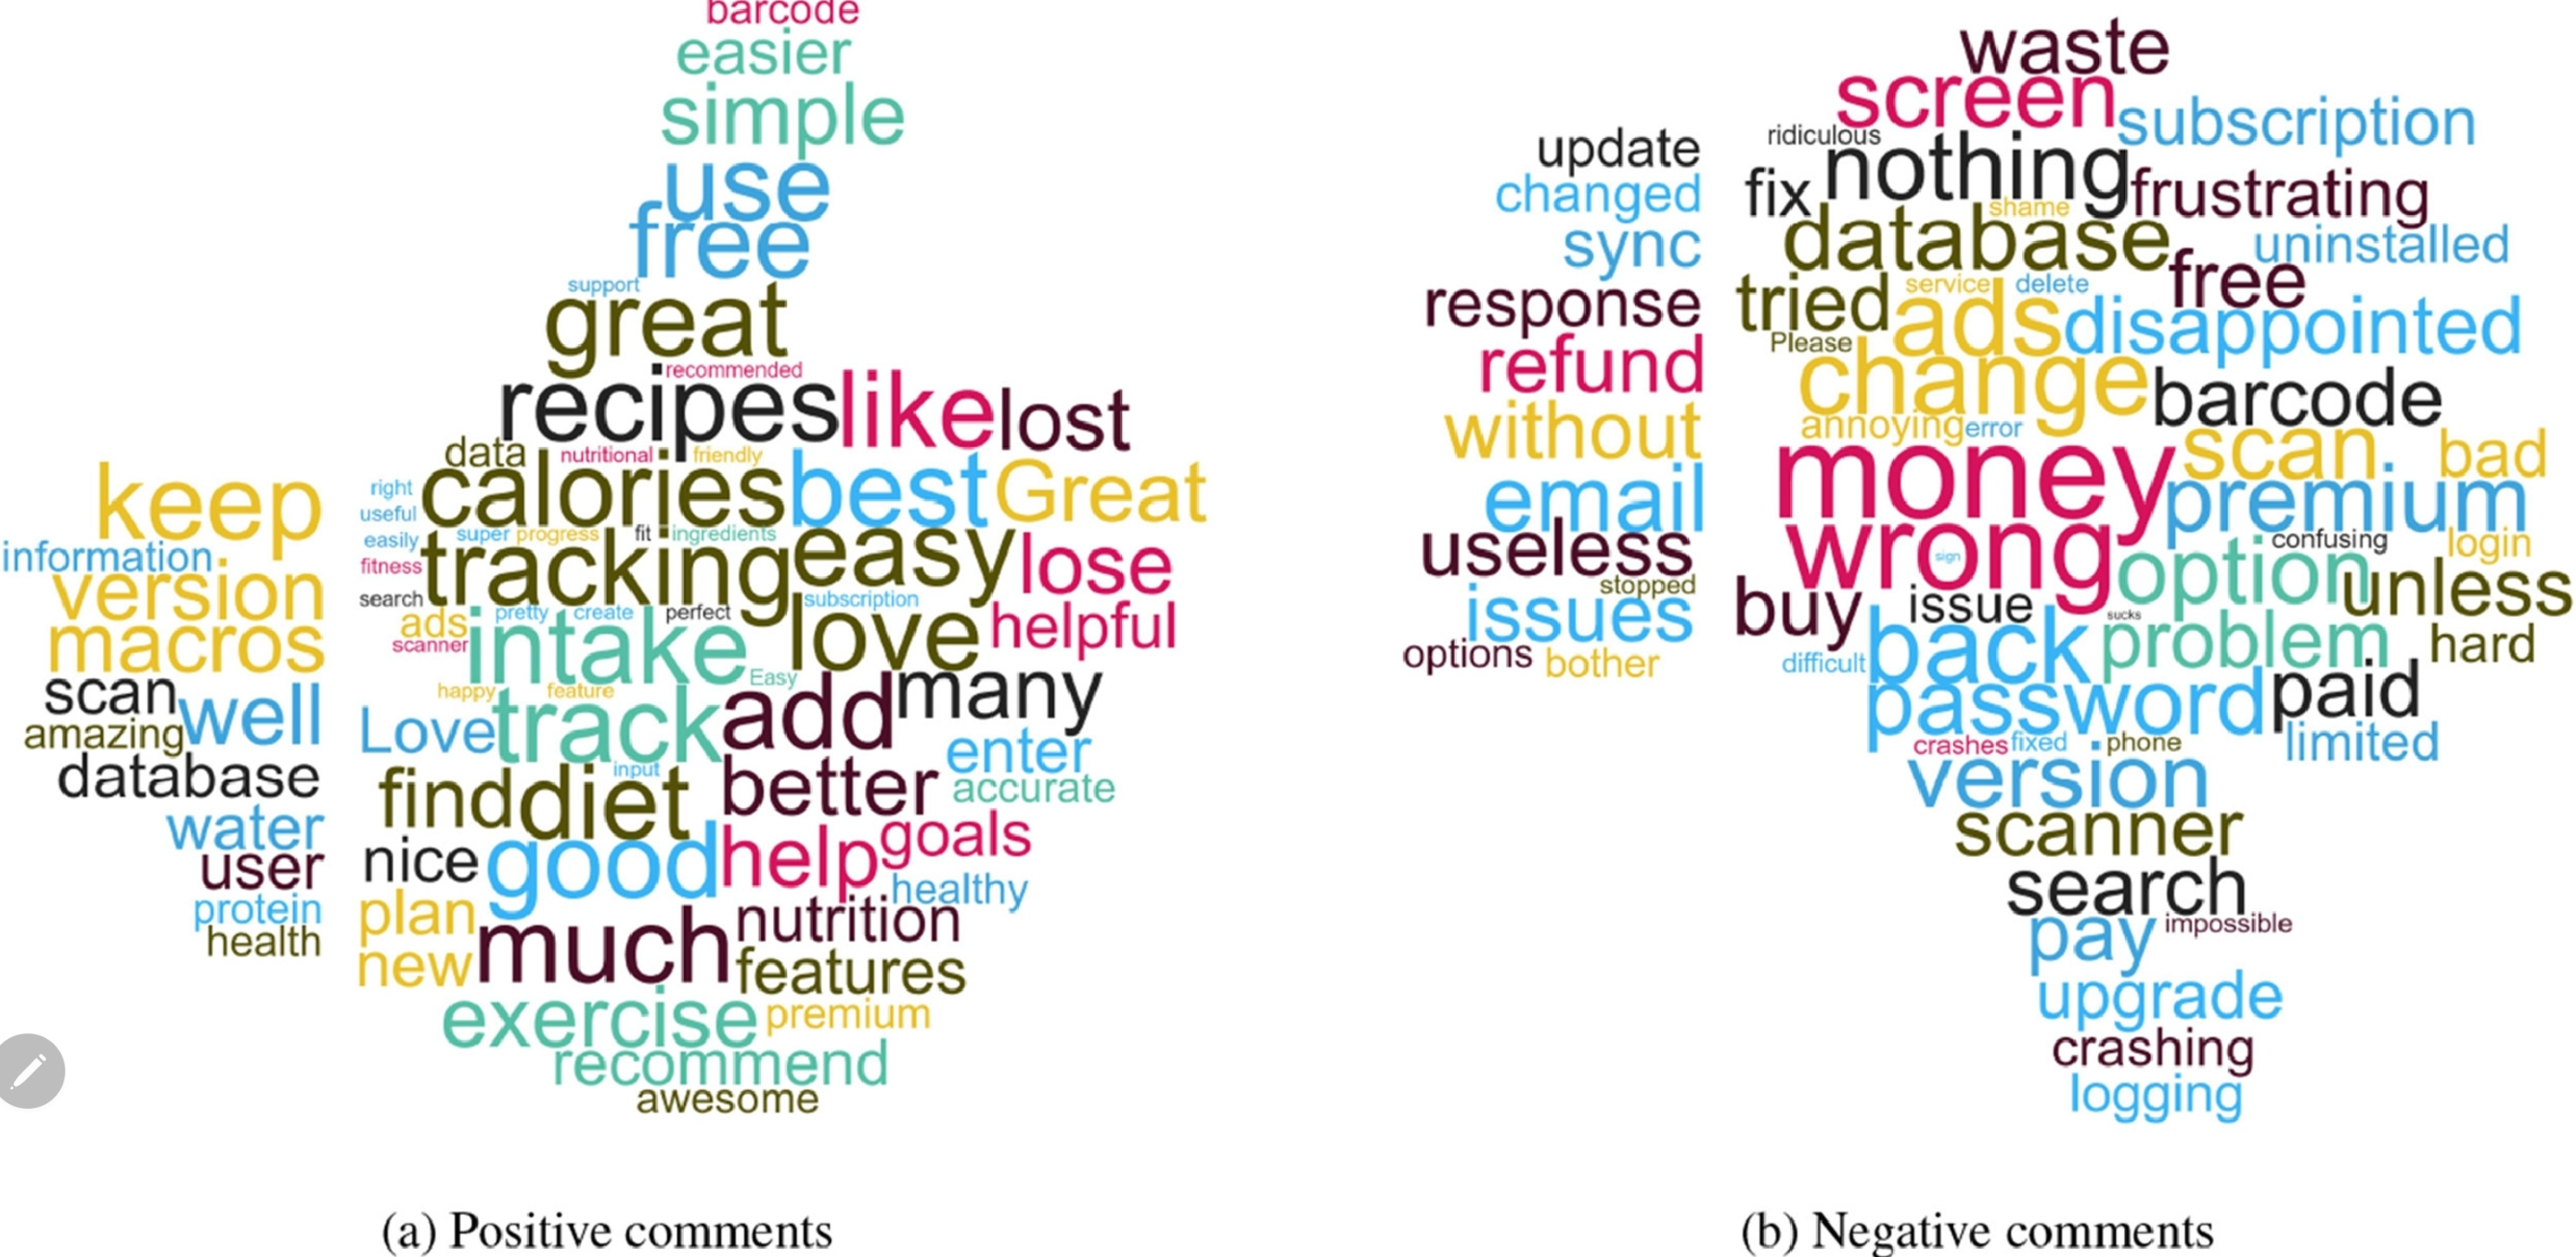 barcode
easier
simple
use
free
support
great
recommended
recipes like lost
data nutritional friendly
keep right calories best Great
useful
information easily super progress fit ingredients
version fitness tracking easy lose
search
macros ads pretty create perfect subscription
scanner intake love helpful
scan well happy feature Easy
amazing Love track add many
database input enter
find diet better accurate
water nice good help goals
user healthy
protein plan much nutrition
health new features
exercise premium
recommend
awesome
(a) Positive comments
waste
screen subscription
update ridiculous nothing
changed fix shame frustrating
sync database uninstalled
response tried service delete free
Please ads disappointed
refund change barcode
without annoying error
email money scan bad
premium
useless wrong sign confusing login
stopped option unless
issues buy issue sucks
options bother difficult back problem hard
password paid
crashes fixed phone limited
version
scanner
search
pay impossible
upgrade
crashing
logging
(b) Negative comments